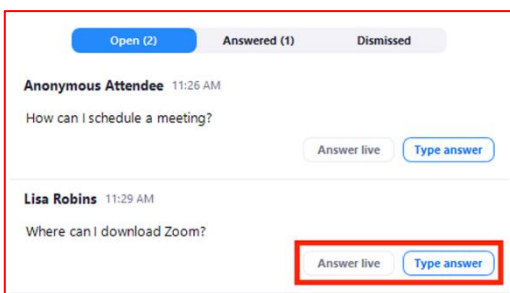 Open (2) Answered (1) Dismissed
Anonymous Attendee 11:26 AM
How can I schedule a meeting?
Answer live Type answer
Lisa Robins 11:29 AM
Where can I download Zoom?
Answer live Type answer